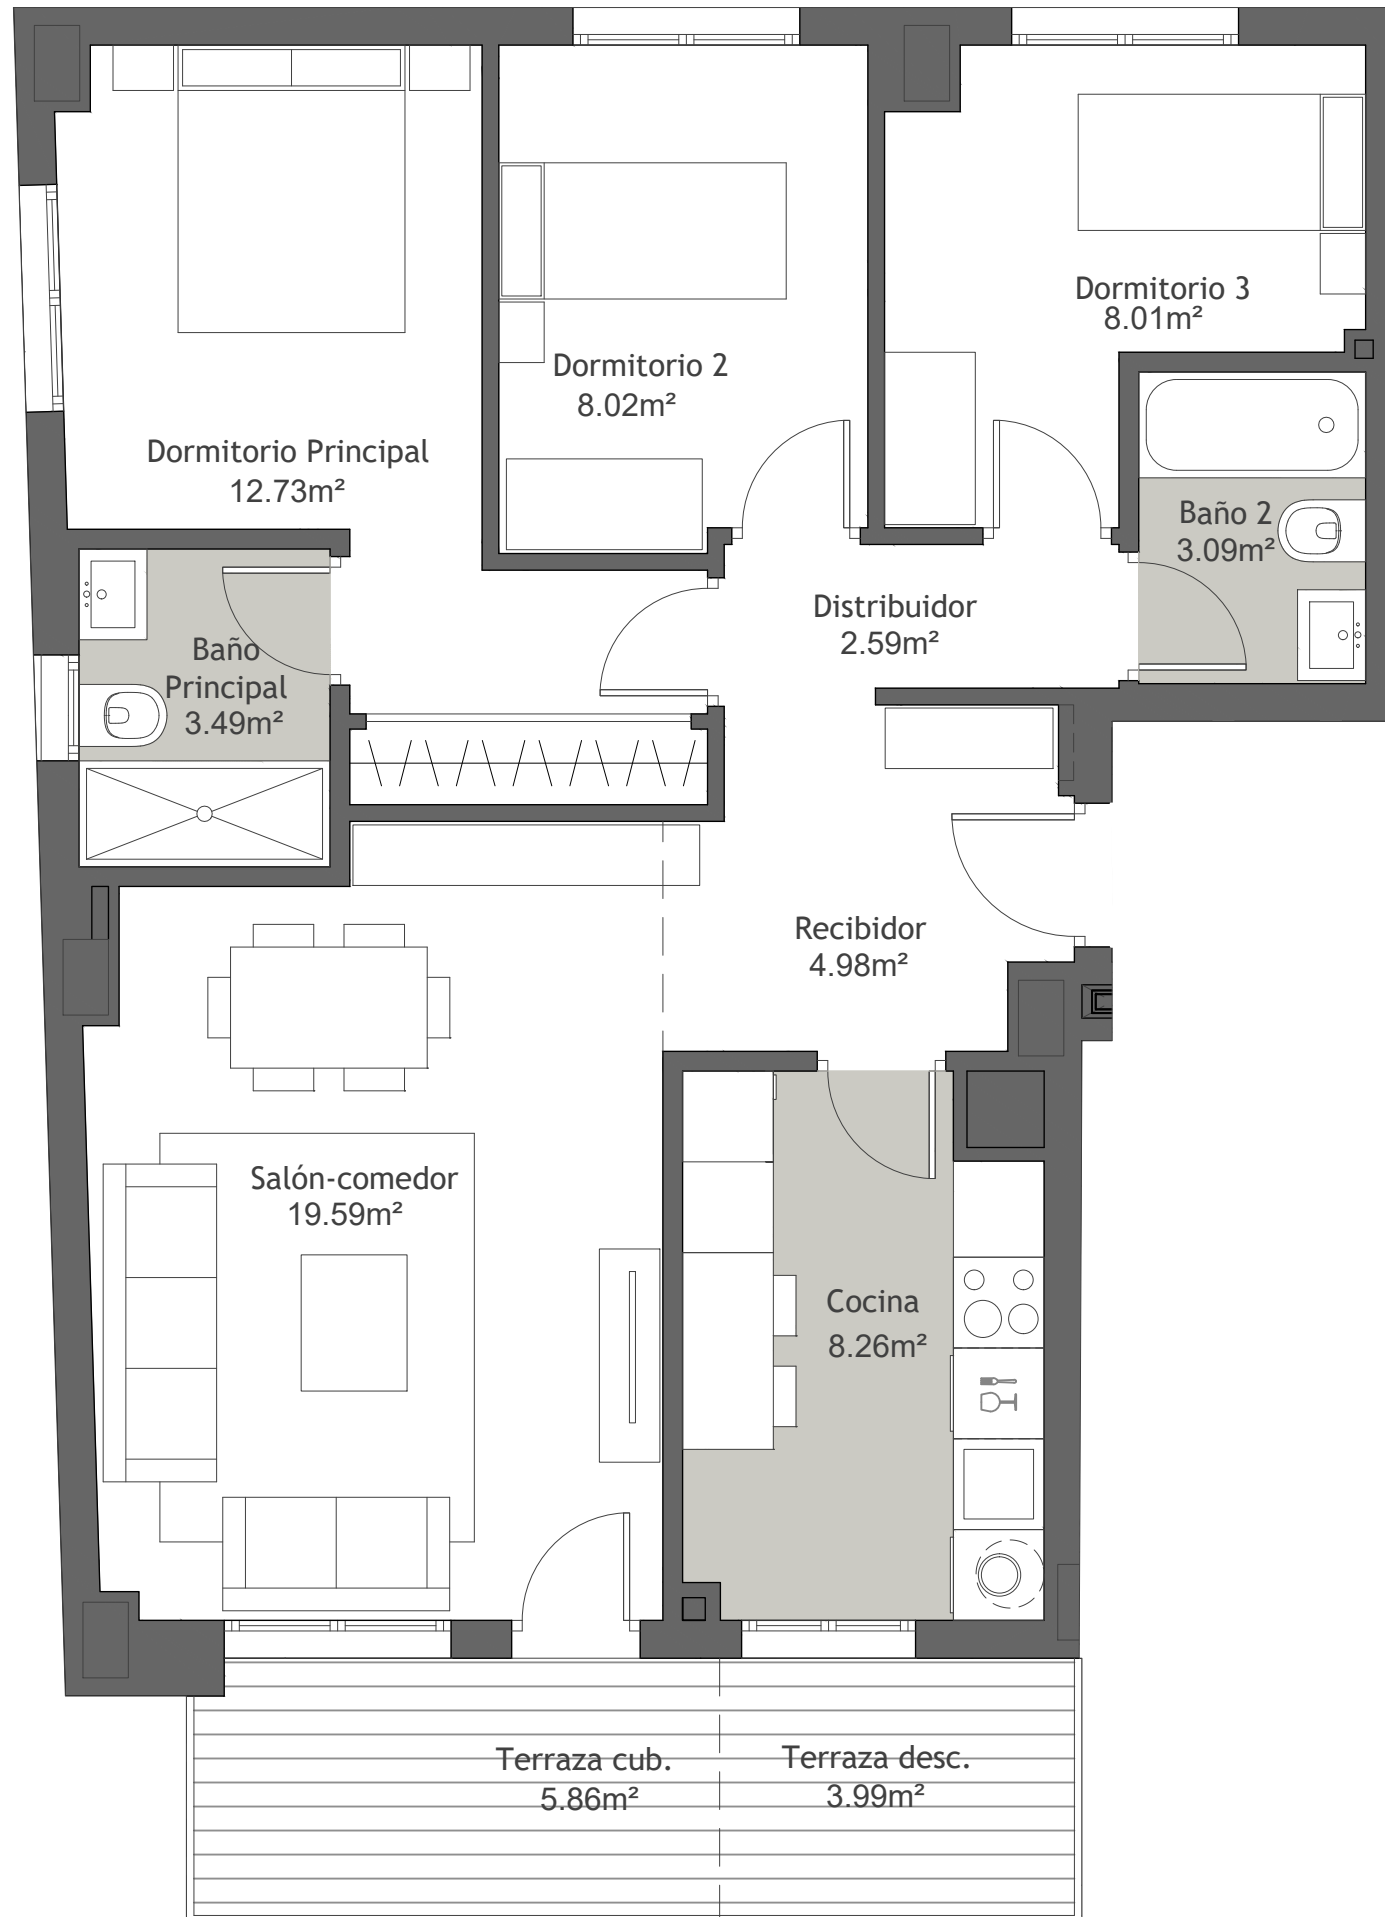 Dormitorio 3
8.01m²
Dormitorio 2
8.02m²
Dormitorio Principal
12.73m²
Baño 2
3.09m²
Distribuidor
2.59m²
Baño
Principal
3.49m²
Recibidor
4.98m²
Salón-comedor
19.59m²
Cocina
8.26m²
Terraza cub.
5.86m²
Terraza desc.
3.99m²